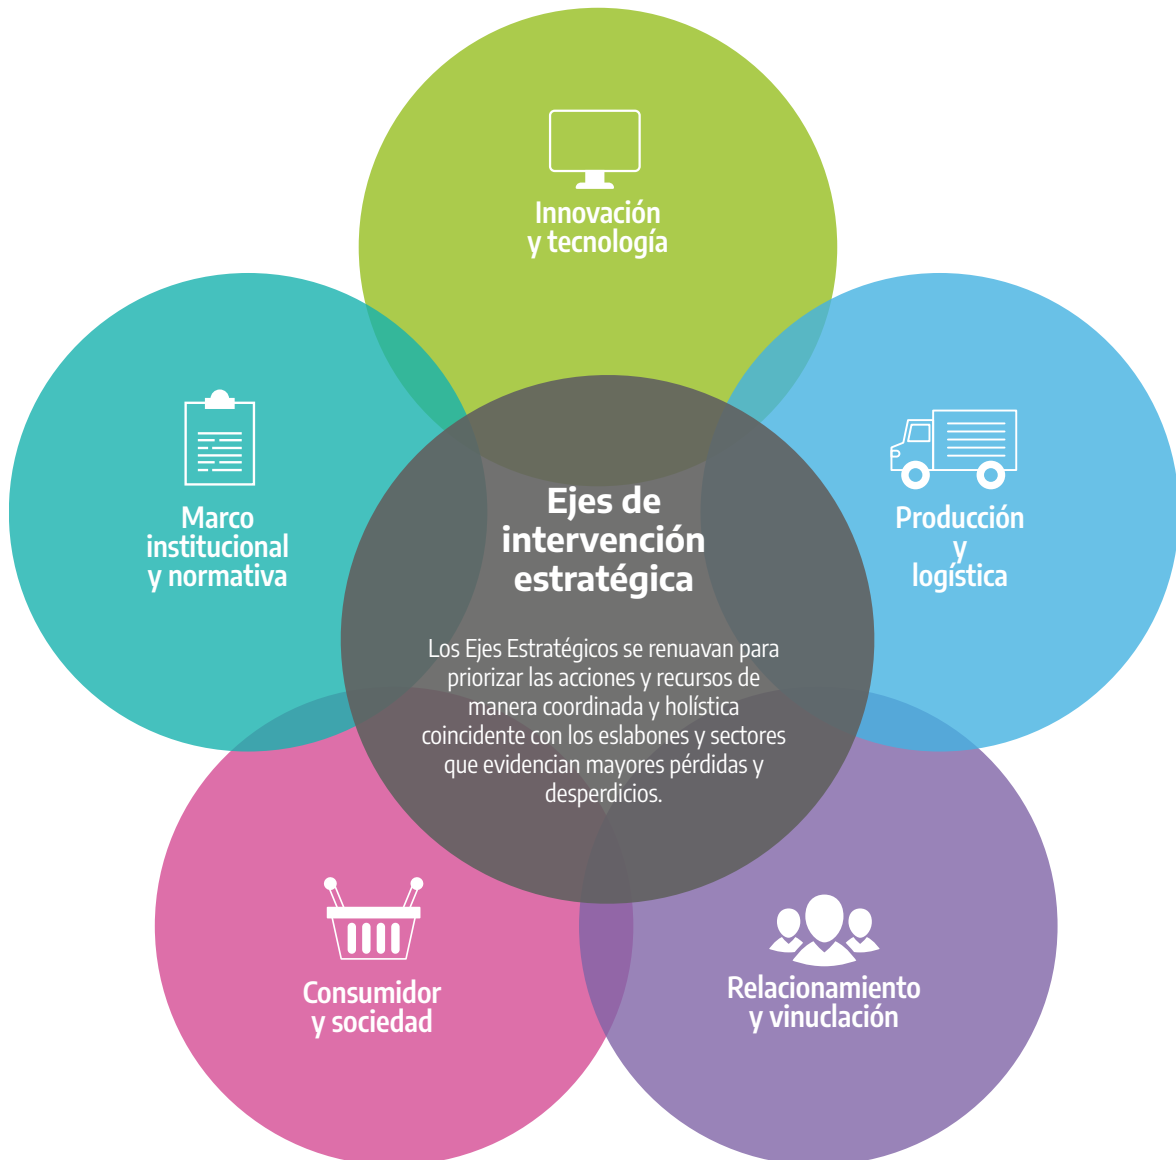 Innovación
y tecnología
Marco
institucional
y normativa
Producción
y
logística
Ejes de
intervención
estratégica
Los Ejes Estratégicos se renuavan para
priorizar las acciones y recursos de
manera coordinada y holística
coincidente con los eslabones y sectores
que evidencian mayores pérdidas y
desperdicios.
Consumidor
y sociedad
Relacionamiento
y vinuclación